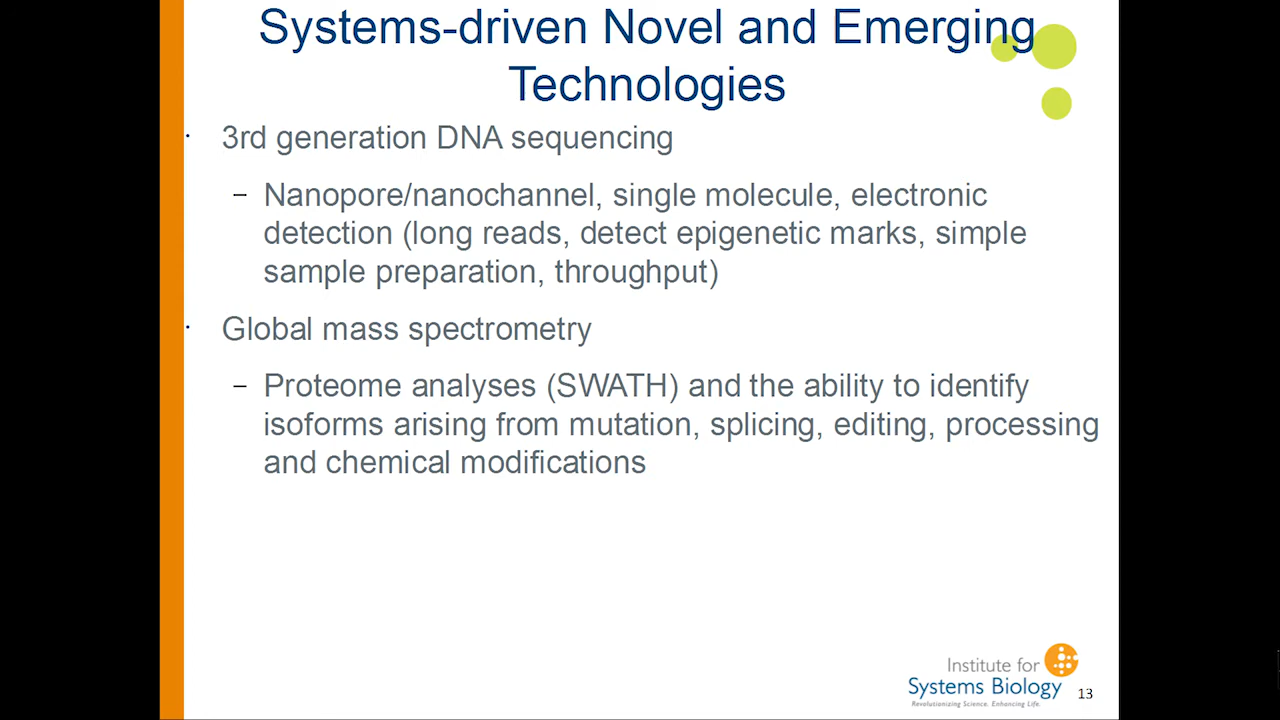 Systems-driven Novel and Emerging
Technologies
· 3rd generation DNA sequencing
– Nanopore/nanochannel, single molecule, electronic
detection (long reads, detect epigenetic marks, simple
sample preparation, throughput)
· Global mass spectrometry
– Proteome analyses (SWATH) and the ability to identify
isoforms arising from mutation, splicing, editing, processing
and chemical modifications
Institute for
Systems Biology
Revolutionizing Science. Enhancing Life.
13